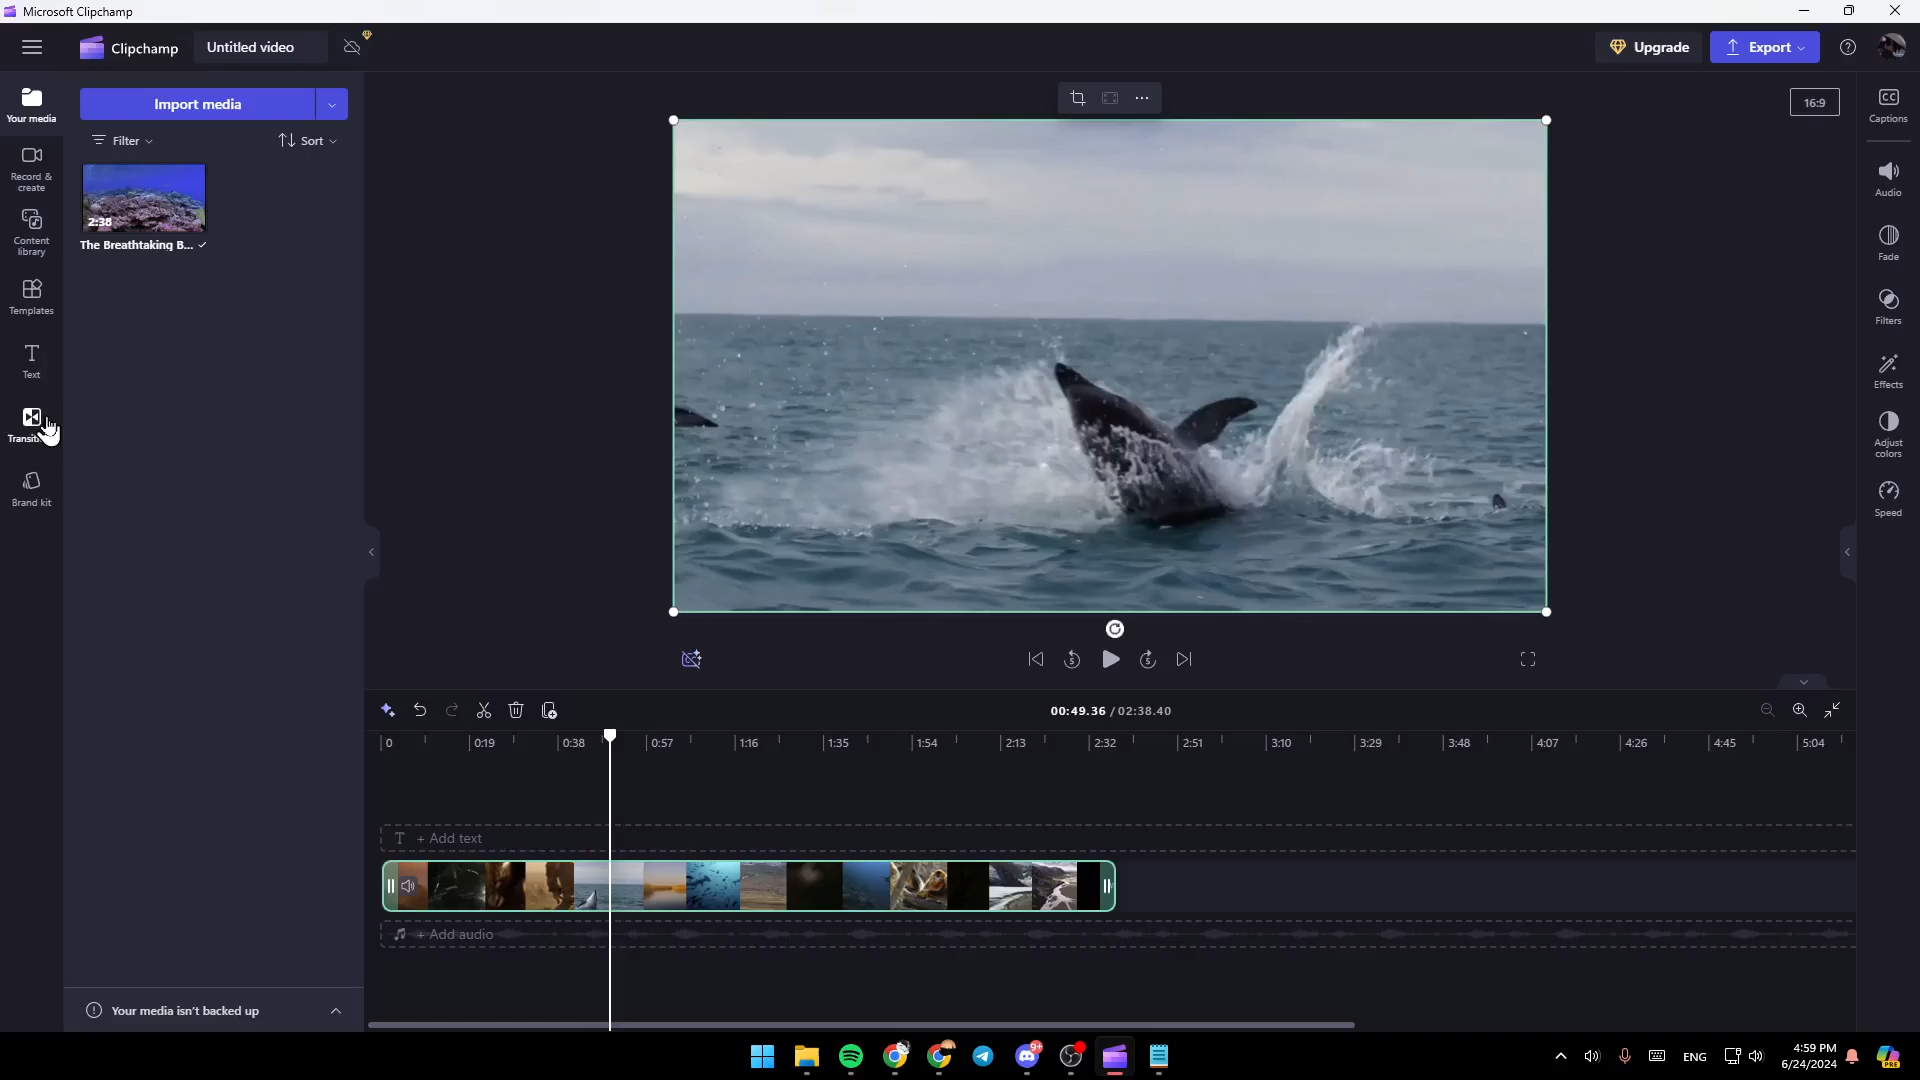 Microsoft Clipchamp
Clipchamp
Untitled video
Upgrade
Export
Your media
Record &
create
Content
library
Templates
Text
Brand kit
Import media
Filter
Sort
2:38
The Breathtaking B...
16:9
Captions
Audio
Fade
Filters
Effects
Adjust
colors
Speed
5
5
00:49.36 / 02:38.40
0
0:19
0:38
0:57
1:16
1:35
1:54
2:13
2:32
2:51
3:10
3:29
3:48
4:07
4:26
4:45
5:04
T + Add text
+ Add audio
Your media isn't backed up
9+
ENG
4:59 PM
6/24/2024
PRE